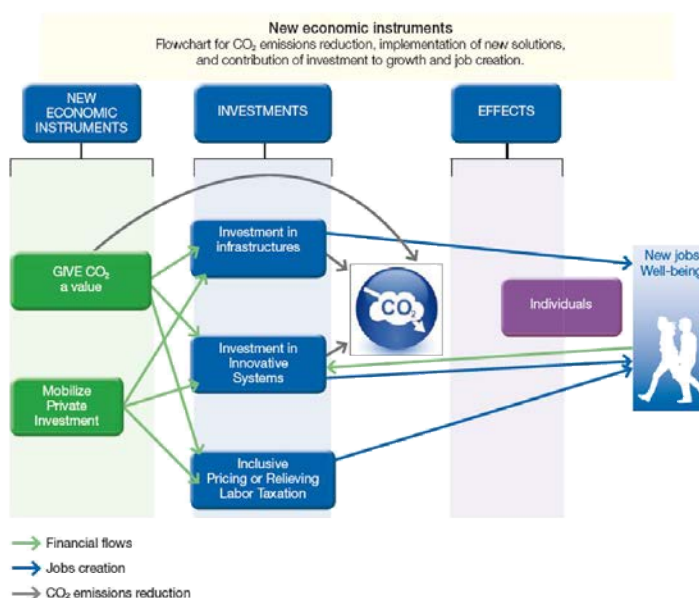 New economic instruments
Flowchart for CO₂ emissions reduction, implementation of new solutions,
and contribution of investment to growth and job creation.
NEW
ECONOMIC
INSTRUMENTS
INVESTMENTS
EFFECTS
Investment in
infrastructures
New jobs
Well-being
GIVE CO₂
a value
CO₂
Individuals
Investment in
Innovative
Systems
Mobilize
Private
Investment
Inclusive
Pricing or Relieving
Labor Taxation
Financial flows
Jobs creation
CO₂ emissions reduction